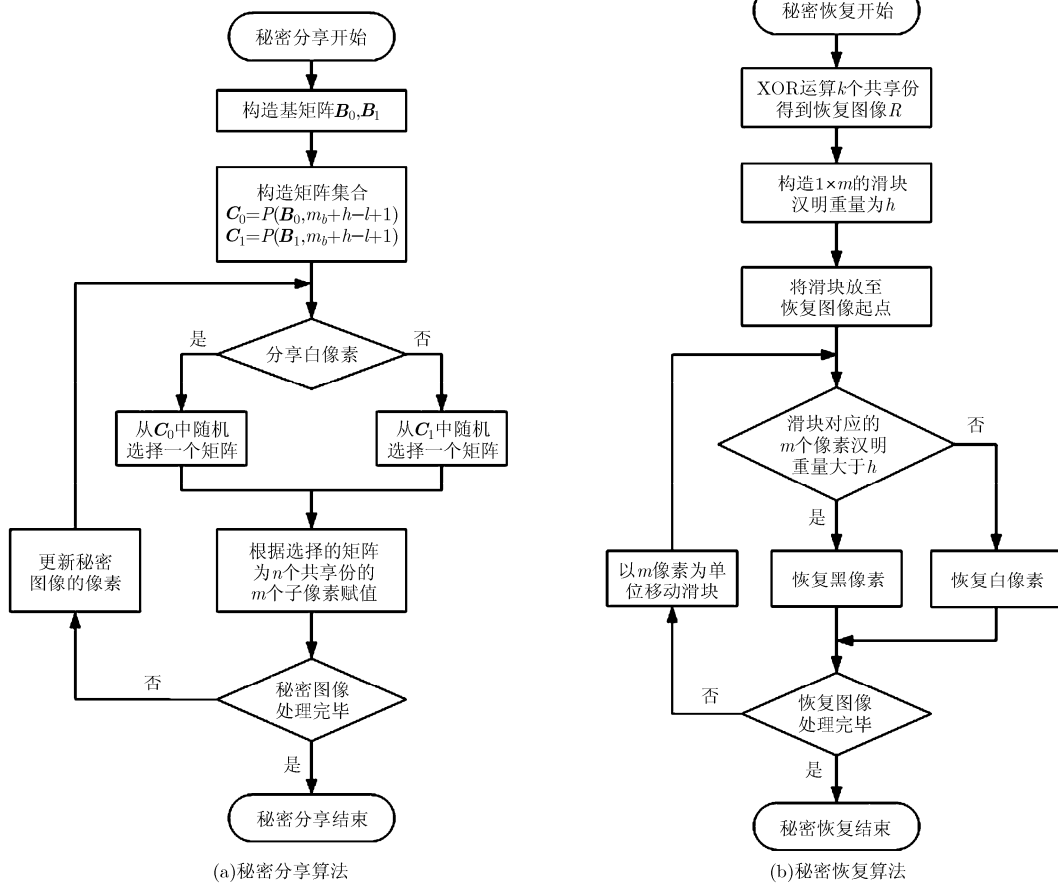 秘密分享开始
构造基矩阵B₀,B₁
构造矩阵集合
C₀=P(B₀,m_b+h−l+1)
C₁=P(B₁,m_b+h−l+1)
是
否
分享白像素
从C₀中随机
选择一个矩阵
从C₁中随机
选择一个矩阵
更新秘密
图像的像素
根据选择的矩阵
为n个共享份的
m个子像素赋值
否
秘密图像
处理完毕
是
秘密分享结束
(a)秘密分享算法
秘密恢复开始
XOR运算k个共享份
得到恢复图像R
构造1×m的滑块
汉明重量为h
将滑块放至
恢复图像起点
滑块对应的
m个像素汉明
重量大于h
否
是
以m像素为单
位移动滑块
恢复黑像素
恢复白像素
否
恢复图像
处理完毕
是
秘密恢复结束
(b)秘密恢复算法